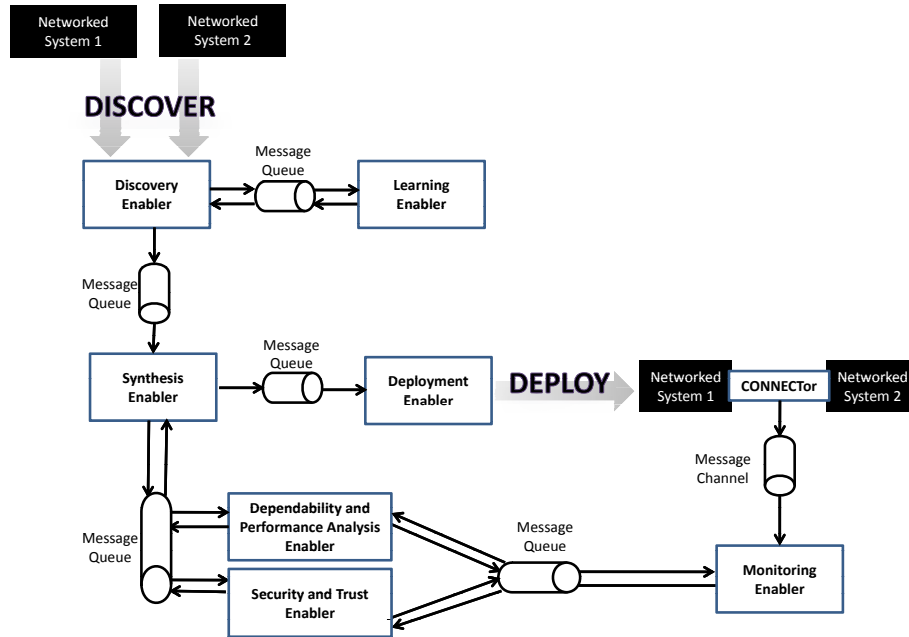 Networked
System 1
Networked
System 2
DISCOVER
Message
Queue
Discovery
Enabler
Learning
Enabler
Message
Queue
Message
Queue
Synthesis
Enabler
Deployment
Enabler
DEPLOY
Networked
System 1
CONNECTor
Networked
System 2
Message
Channel
Message
Queue
Dependability and
Performance Analysis
Enabler
Message
Queue
Security and Trust
Enabler
Monitoring
Enabler